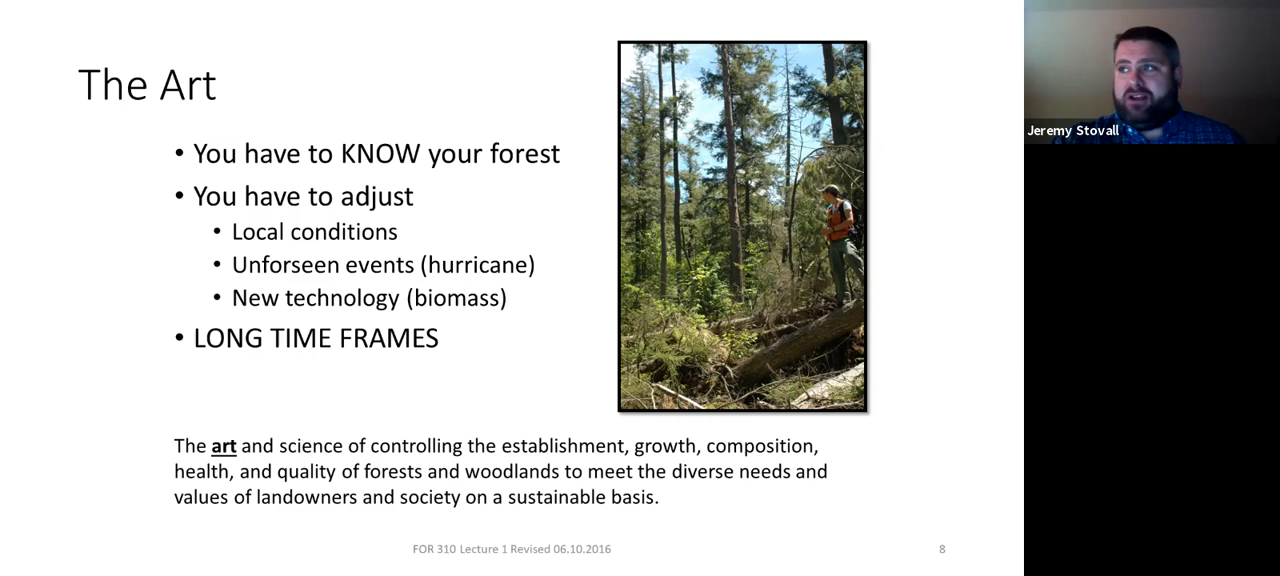 The Art
• You have to KNOW your forest
• You have to adjust
• Local conditions
• Unforseen events (hurricane)
• New technology (biomass)
• LONG TIME FRAMES
The art and science of controlling the establishment, growth, composition,
health, and quality of forests and woodlands to meet the diverse needs and
values of landowners and society on a sustainable basis.
FOR 310 Lecture 1 Revised 06.10.2016
8
Jeremy Stovall